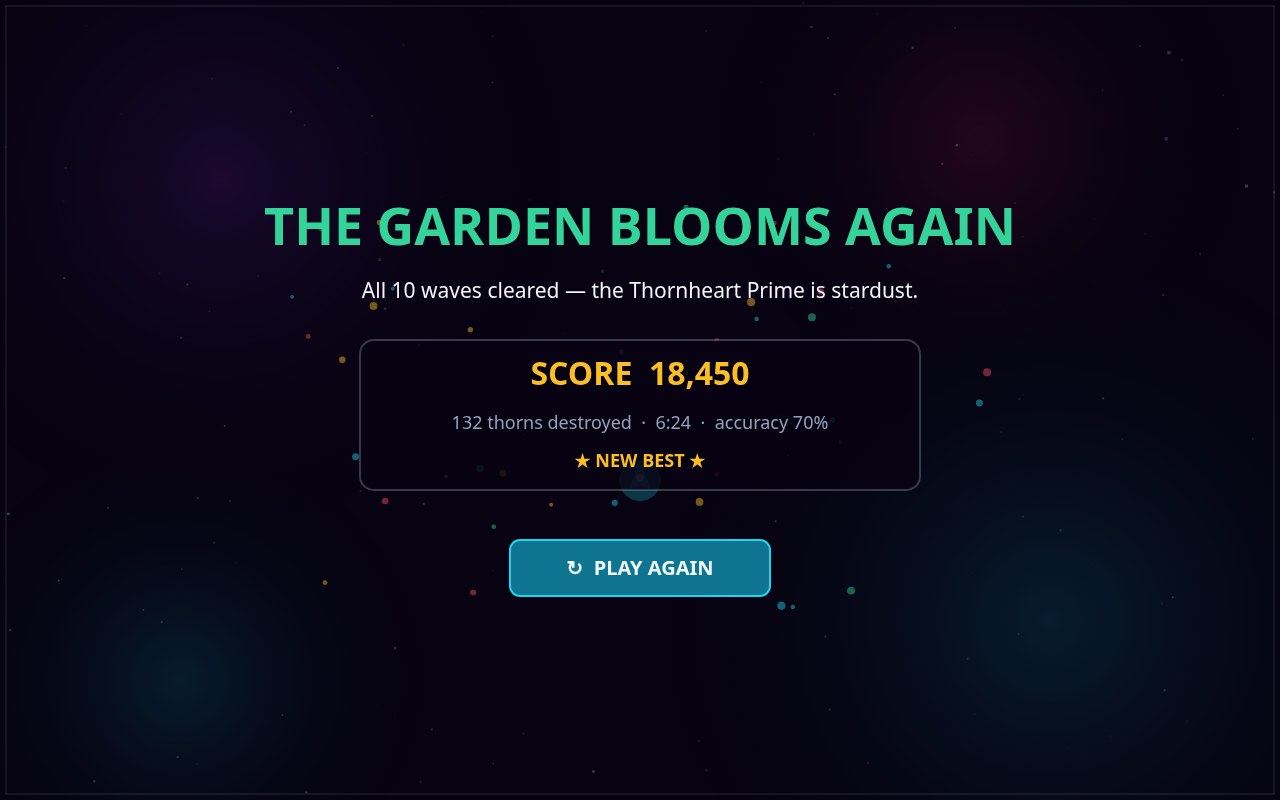 THE GARDEN BLOOMS AGAIN
All 10 waves cleared — the Thornheart Prime is stardust.
SCORE 18,450
132 thorns destroyed · 6:24 · accuracy 70%
★ NEW BEST ★
↻ PLAY AGAIN